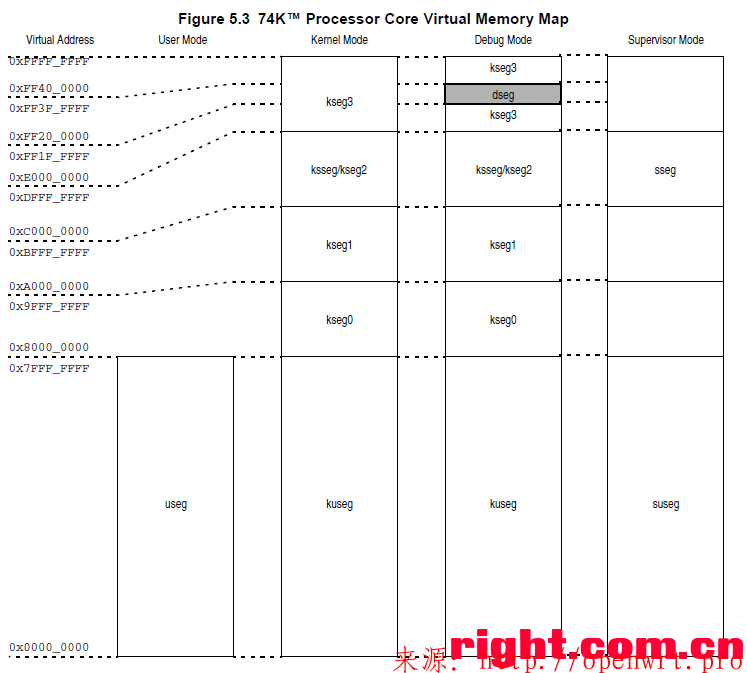 Figure 5.3 74K™ Processor Core Virtual Memory Map
Virtual Address User Mode Kernel Mode Debug Mode Supervisor Mode
0xFFFF_FFFF
kseg3
0xFF40_0000
dseg
kseg3
0xFF3F_FFFF
kseg3
0xFF20_0000
0xFF1F_FFFF
ksseg/kseg2 ksseg/kseg2 sseg
0xE000_0000
0xDFFF_FFFF
0xC000_0000
kseg1 kseg1
0xBFFF_FFFF
0xA000_0000
0x9FFF_FFFF
kseg0 kseg0
0x8000_0000
0x7FFF_FFFF
useg kuseg kuseg suseg
0x0000_0000
right.com.cn
来源: http://openwrt.pro